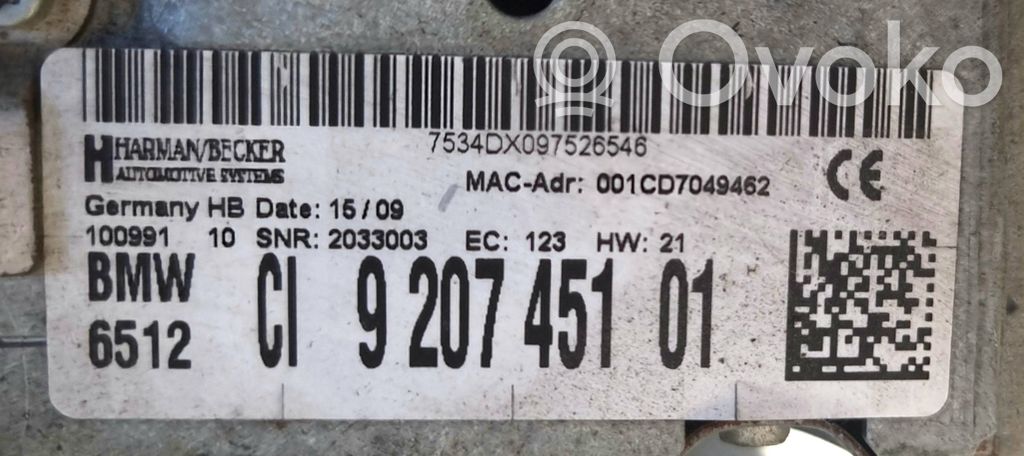 Ovoko
7534DX097526546
HARMAN/BECKER
AUTOMOTIVE SYSTEMS
MAC-Adr: 001CD7049462
CE
Germany HB Date: 15/09
100991 10 SNR: 2033003 EC: 123 HW: 21
BMW
6512
CI 9 207 451 01